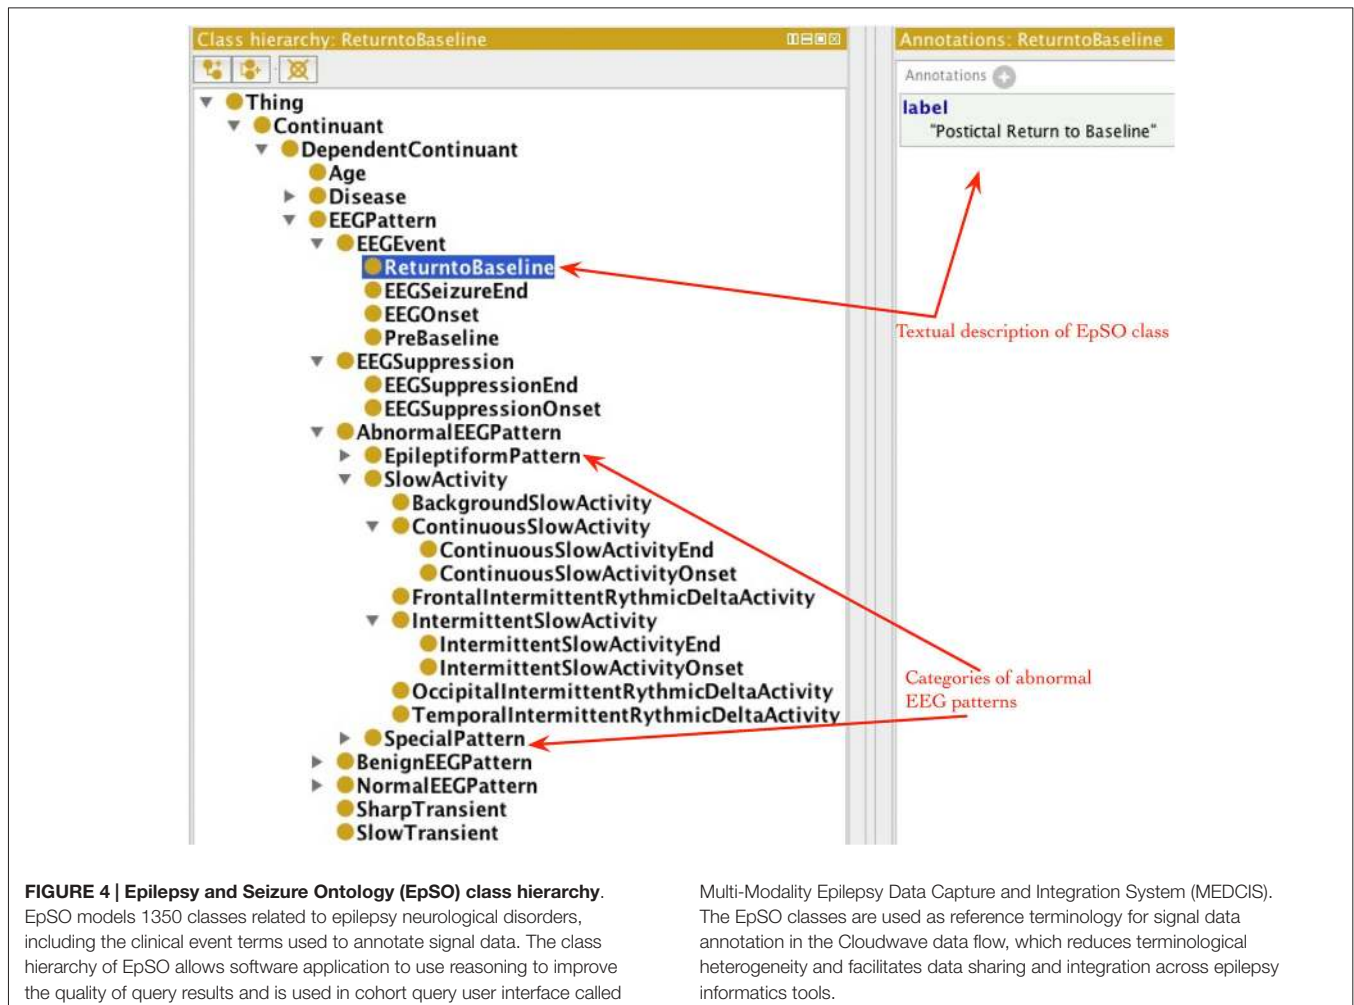 Class hierarchy: ReturntoBaseline
Thing
Continuant
DependentContinuant
Age
Disease
EEGPattern
EEGEvent
ReturntoBaseline
EEGSeizureEnd
EEGOnset
PreBaseline
EEGSuppression
EEGSuppressionEnd
EEGSuppressionOnset
AbnormalEEGPattern
EpileptiformPattern
SlowActivity
BackgroundSlowActivity
ContinuousSlowActivity
ContinuousSlowActivityEnd
ContinuousSlowActivityOnset
FrontalIntermittentRythmicDeltaActivity
IntermittentSlowActivity
IntermittentSlowActivityEnd
IntermittentSlowActivityOnset
OccipitalIntermittentRythmicDeltaActivity
TemporalIntermittentRythmicDeltaActivity
SpecialPattern
BenignEEGPattern
NormalEEGPattern
SharpTransient
SlowTransient
Annotations: ReturntoBaseline
Annotations
label
"Postictal Return to Baseline"
Textual description of EpSO class
Categories of abnormal
EEG patterns
FIGURE 4 | Epilepsy and Seizure Ontology (EpSO) class hierarchy.
EpSO models 1350 classes related to epilepsy neurological disorders,
including the clinical event terms used to annotate signal data. The class
hierarchy of EpSO allows software application to use reasoning to improve
the quality of query results and is used in cohort query user interface called
Multi-Modality Epilepsy Data Capture and Integration System (MEDCIS).
The EpSO classes are used as reference terminology for signal data
annotation in the Cloudwave data flow, which reduces terminological
heterogeneity and facilitates data sharing and integration across epilepsy
informatics tools.